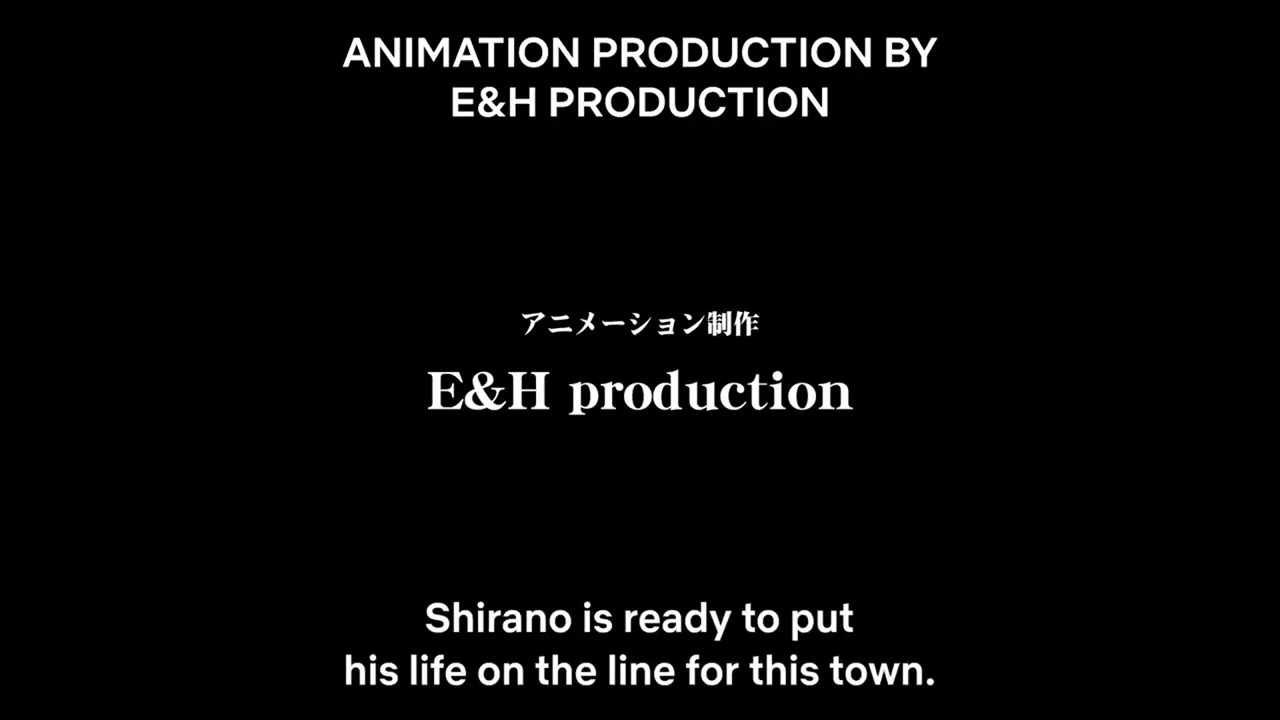 ANIMATION PRODUCTION BY
E&H PRODUCTION
アニメーション制作
E&H production
Shirano is ready to put
his life on the line for this town.